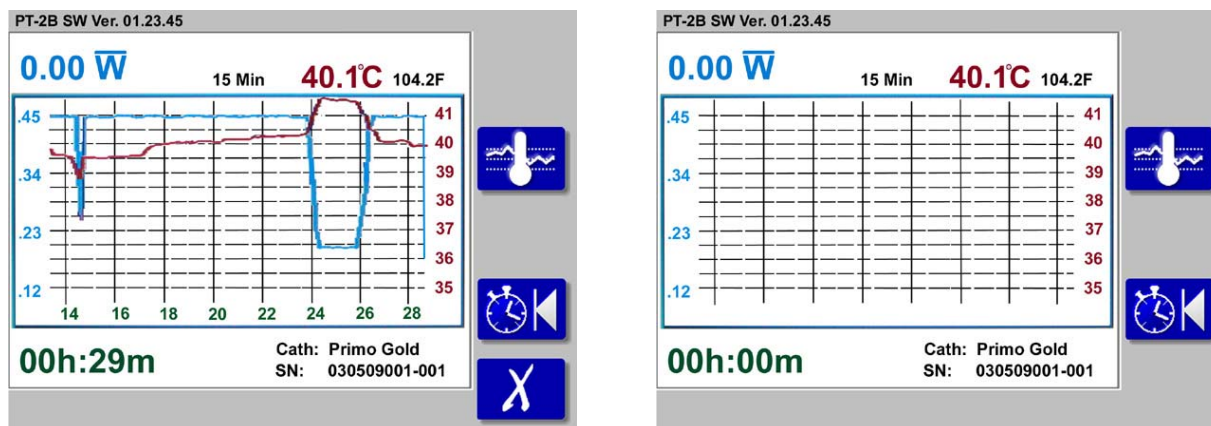 PT-2B SW Ver. 01.23.45
0.00 W
15 Min
40.1°C
104.2F
.45
.34
.23
.12
41
40
39
38
37
36
35
14 16 18 20 22 24 26 28
00h:29m
Cath: Primo Gold
SN: 030509001-001
X
PT-2B SW Ver. 01.23.45
0.00 W
15 Min
40.1°C
104.2F
.45
.34
.23
.12
41
40
39
38
37
36
35
00h:00m
Cath: Primo Gold
SN: 030509001-001